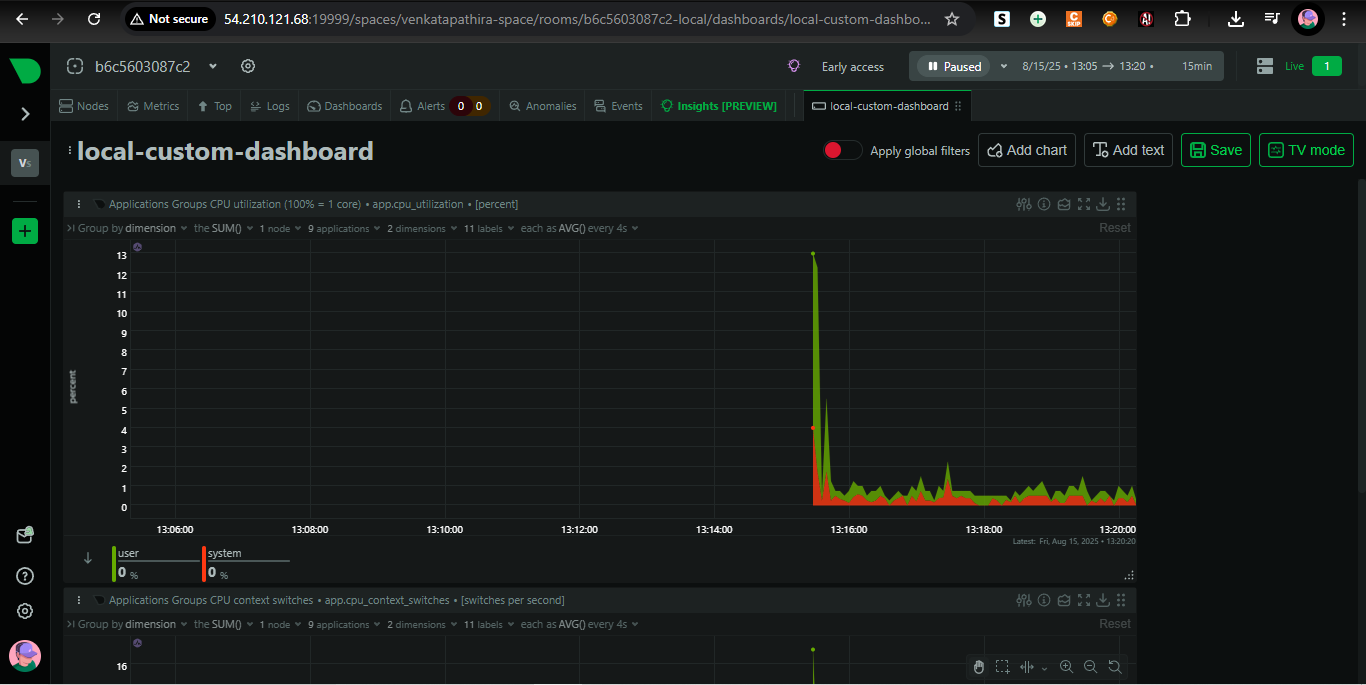 Not secure 54.210.121.68:19999/spaces/venkatapathira-space/rooms/b6c5603087c2-local/dashboards/local-custom-dashbo...
b6c5603087c2 Early access Paused 8/15/25 • 13:05 → 13:20 • 15min Live 1
Nodes Metrics Top Logs Dashboards Alerts 0 0 Anomalies Events Insights [PREVIEW] local-custom-dashboard
local-custom-dashboard Apply global filters Add chart Add text Save TV mode
Vs
Applications Groups CPU utilization (100% = 1 core) • app.cpu_utilization • [percent]
Group by dimension the SUM() 1 node 9 applications 2 dimensions 11 labels each as AVG() every 4s Reset
percent
13
12
11
10
9
8
7
6
5
4
3
2
1
0
13:06:00 13:08:00 13:10:00 13:12:00 13:14:00 13:16:00 13:18:00 13:20:00
Latest: Fri, Aug 15, 2025 • 13:20:20
user system
0 % 0 %
Applications Groups CPU context switches • app.cpu_context_switches • [switches per second]
Group by dimension the SUM() 1 node 9 applications 2 dimensions 11 labels each as AVG() every 4s Reset
16